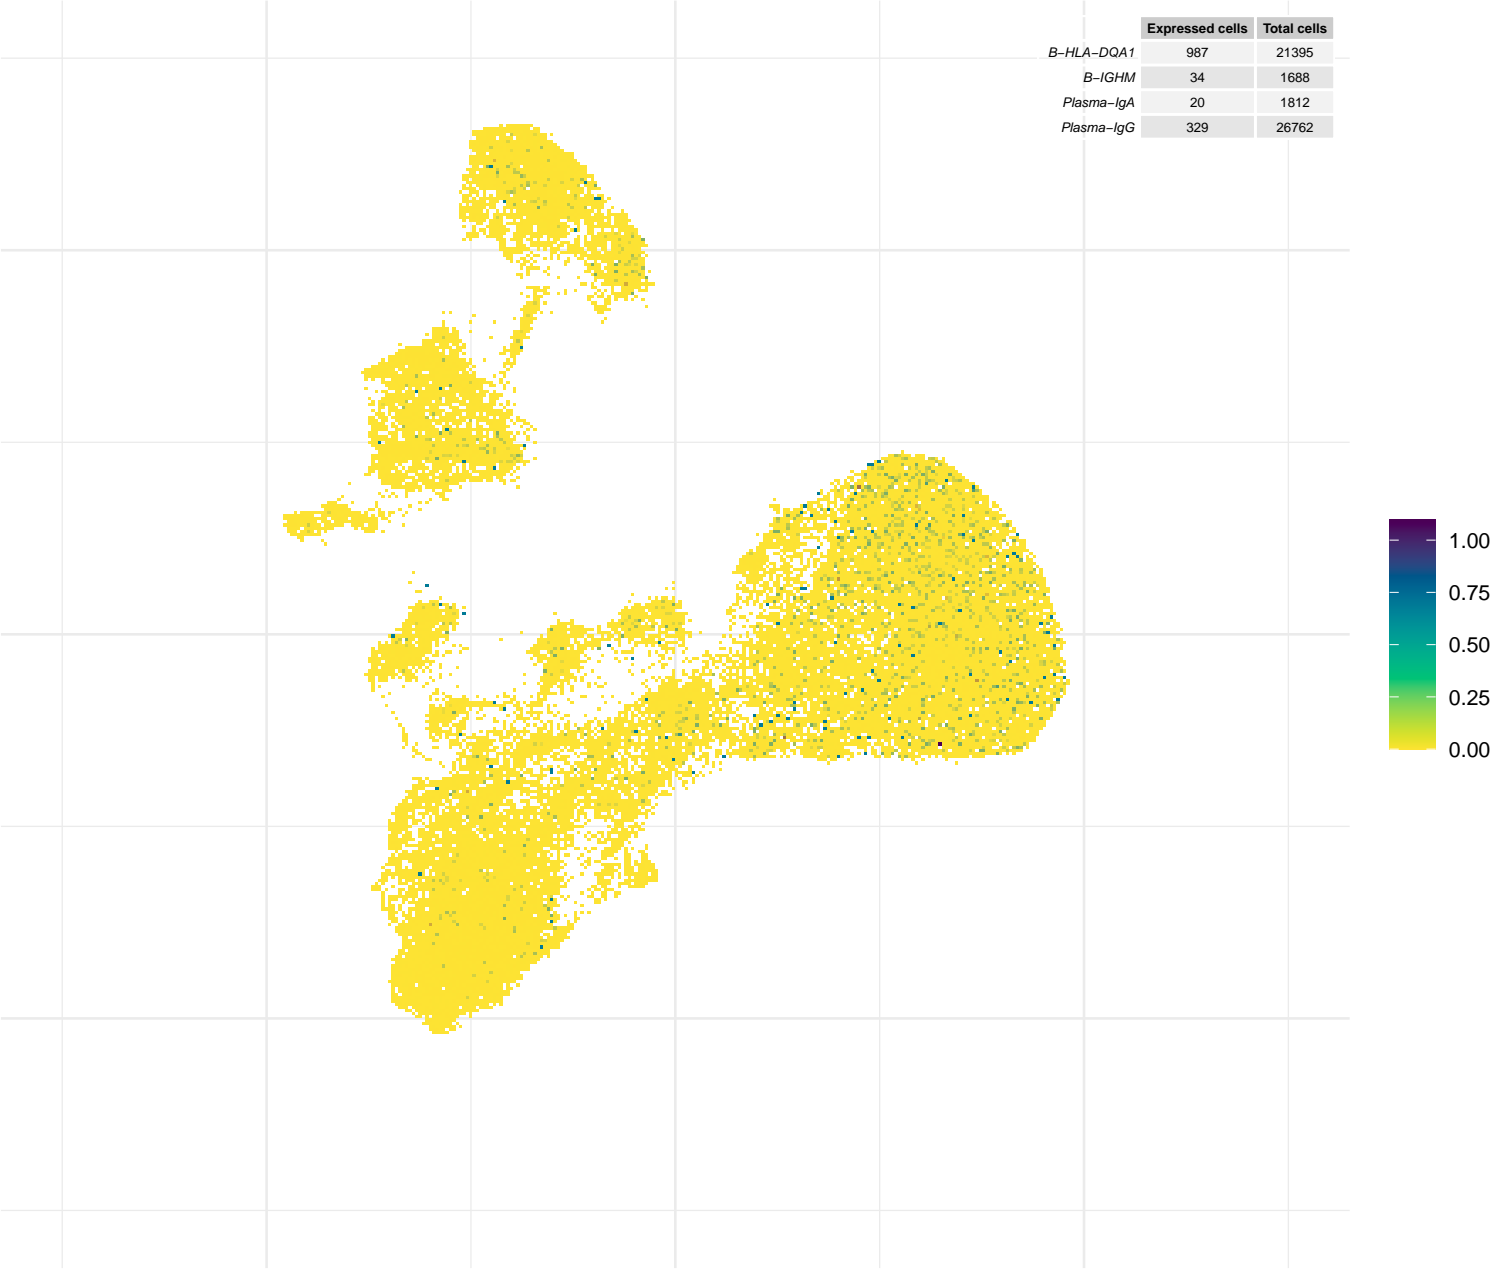 Expressed cells Total cells
B−HLA−DQA1 987 21395
B−IGHM 34 1688
Plasma−IgA 20 1812
Plasma−IgG 329 26762
1.00
0.75
0.50
0.25
0.00